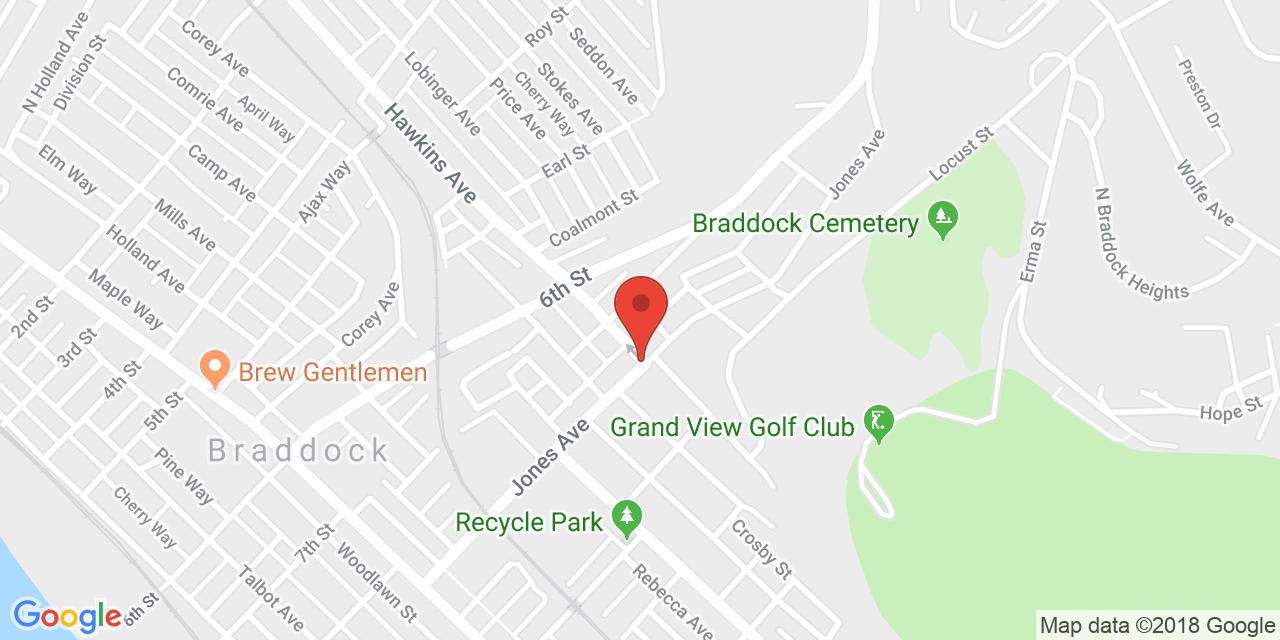 Corey Ave
Roy St
Seddon Ave
N Holland Ave
Division St
Comrie Ave
April Way
Lobinger Ave
Price Ave
Cherry Way
Stokes Ave
Preston Dr
Hawkins Ave
Earl St
Jones Ave
Locust St
Elm Way
Camp Ave
Ajax Way
Wolfe Ave
Mills Ave
Coalmont St
Braddock Cemetery
N Braddock Heights
Holland Ave
Erma St
6th St
Maple Way
2nd St
Corey Ave
3rd St
4th St
Brew Gentlemen
5th St
Hope St
Grand View Golf Club
Braddock
Jones Ave
Pine Way
Cherry Way
Recycle Park
7th St
Crosby St
Woodlawn St
Talbot Ave
6th St
Rebecca Ave
Google
Map data ©2018 Google